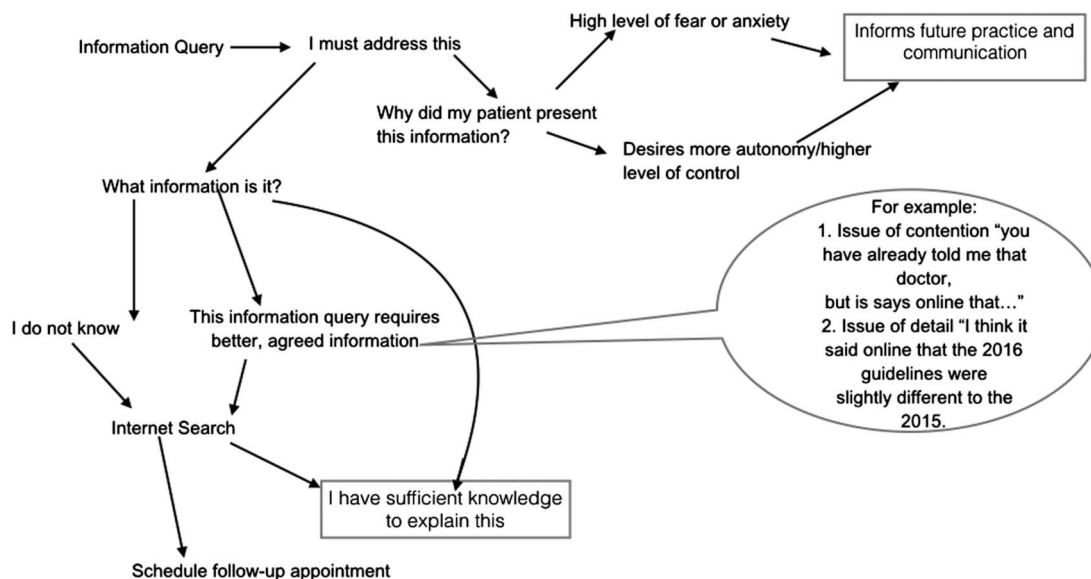 High level of fear or anxiety
Informs future practice and
communication
Information Query
I must address this
Why did my patient present
this information?
Desires more autonomy/higher
level of control
What information is it?
For example:
1. Issue of contention “you
have already told me that
doctor,
but is says online that…”
2. Issue of detail “I think it
said online that the 2016
guidelines were
slightly different to the
2015.
I do not know
This information query requires
better, agreed information
Internet Search
I have sufficient knowledge
to explain this
Schedule follow-up appointment